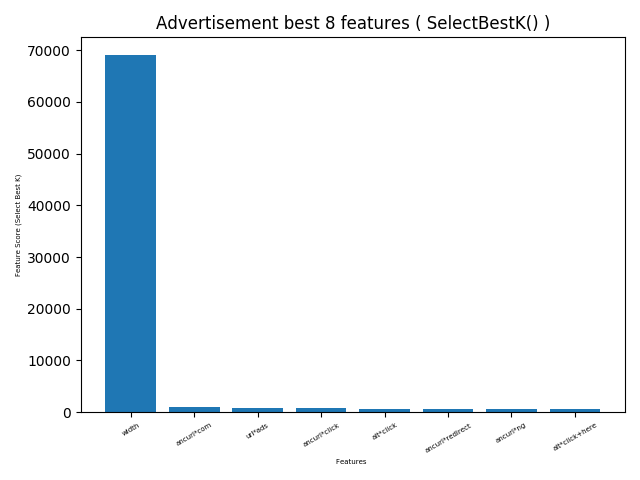 Advertisement best 8 features ( SelectBestK() )
70000
60000
50000
40000
30000
20000
10000
0
Feature Score (Select Best K)
width
ancurl*com
url*ads
ancurl*click
alt*click
ancurl*redirect
ancurl*ng
alt*click+here
Features